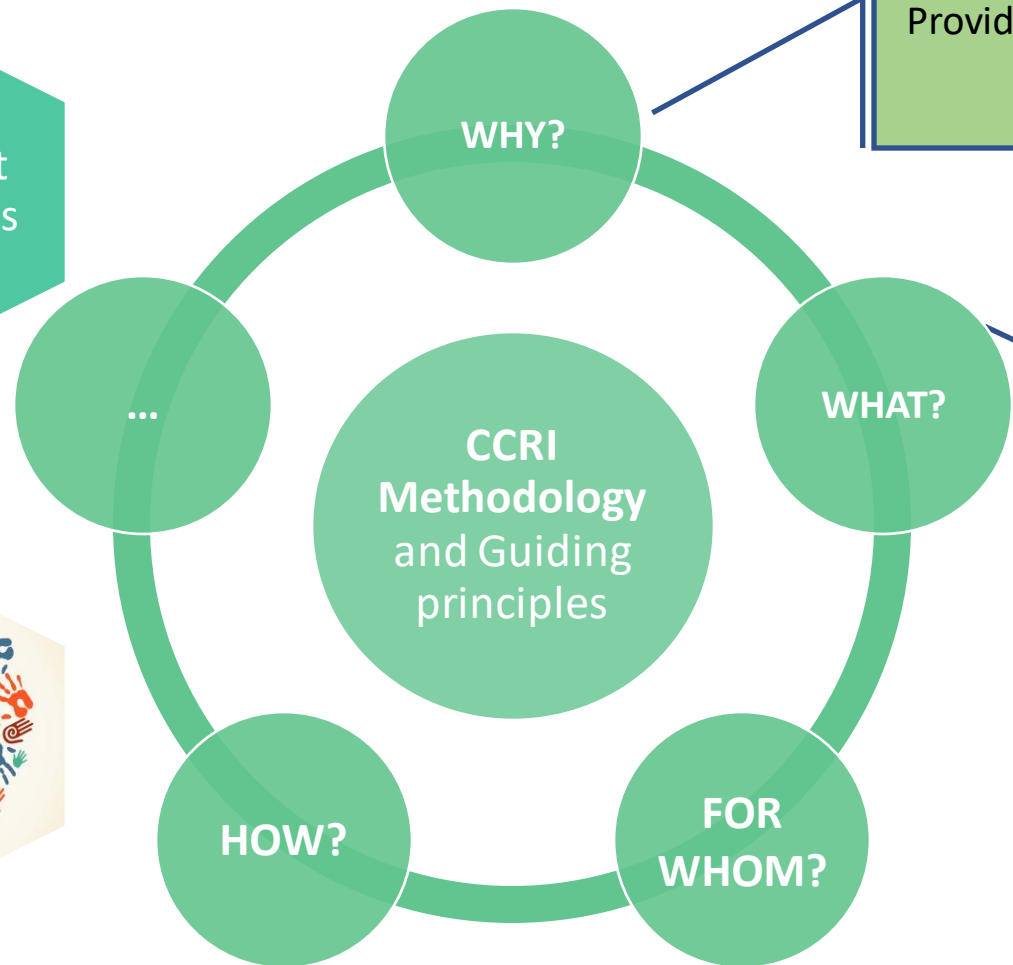 Provid
WHY?
t
s
WHAT?
...
CCRI
Methodology
and Guiding
principles
HOW?
FOR
WHOM?